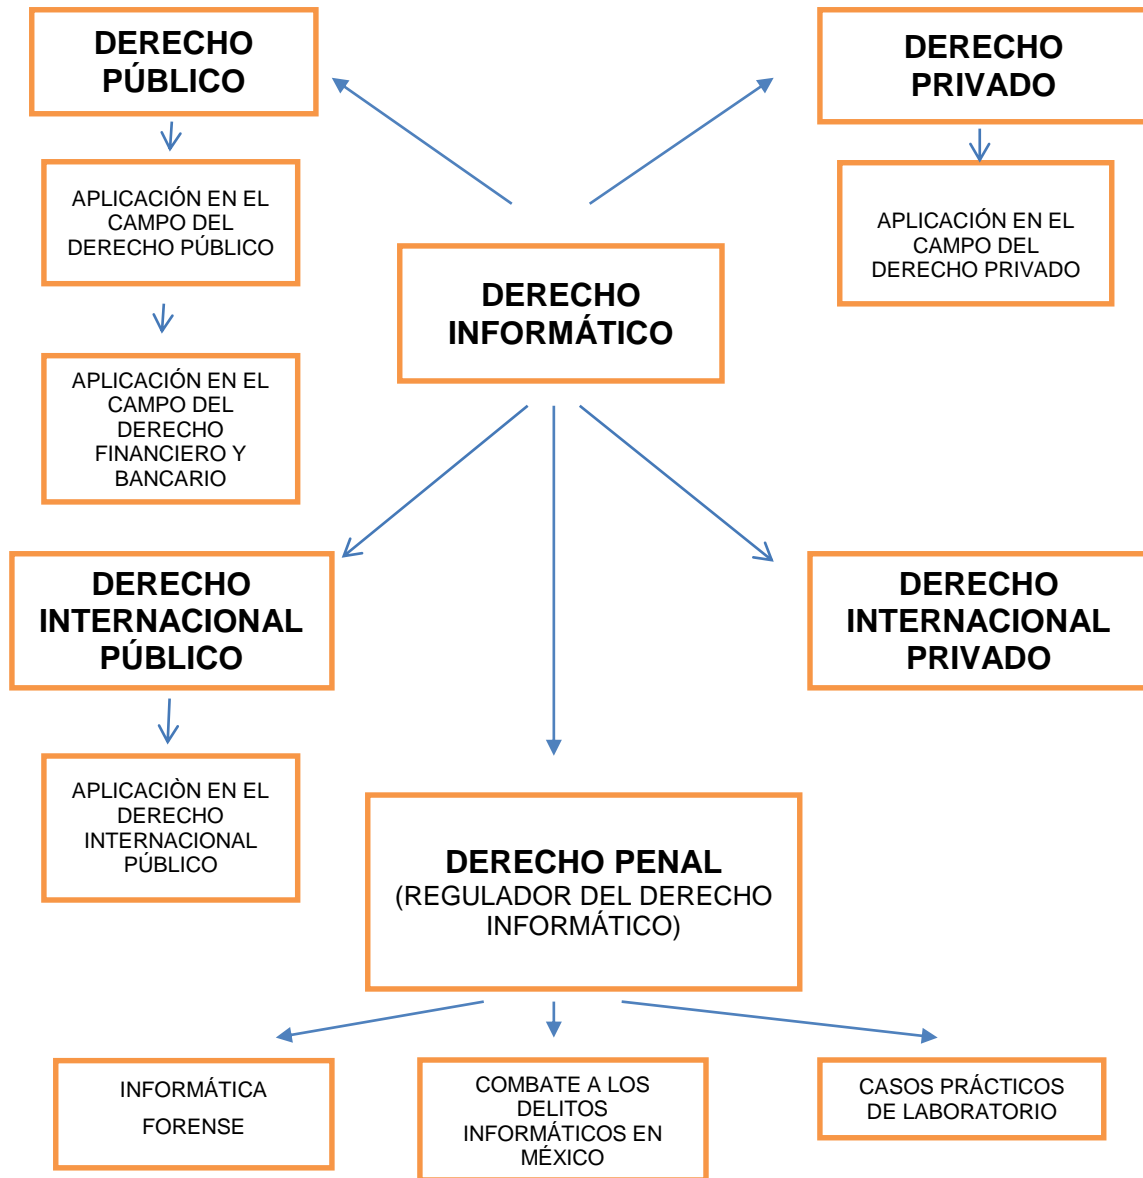 DERECHO
PÚBLICO
DERECHO
PRIVADO
APLICACIÓN EN EL
CAMPO DEL
DERECHO PÚBLICO
APLICACIÓN EN EL
CAMPO DEL
DERECHO PRIVADO
DERECHO
INFORMÁTICO
APLICACIÓN EN EL
CAMPO DEL
DERECHO
FINANCIERO Y
BANCARIO
DERECHO
INTERNACIONAL
PÚBLICO
DERECHO
INTERNACIONAL
PRIVADO
APLICACIÒN EN EL
DERECHO
INTERNACIONAL
PÚBLICO
DERECHO PENAL
(REGULADOR DEL DERECHO
INFORMÁTICO)
INFORMÁTICA
FORENSE
COMBATE A LOS
DELITOS
INFORMÁTICOS EN
MÉXICO
CASOS PRÁCTICOS
DE LABORATORIO